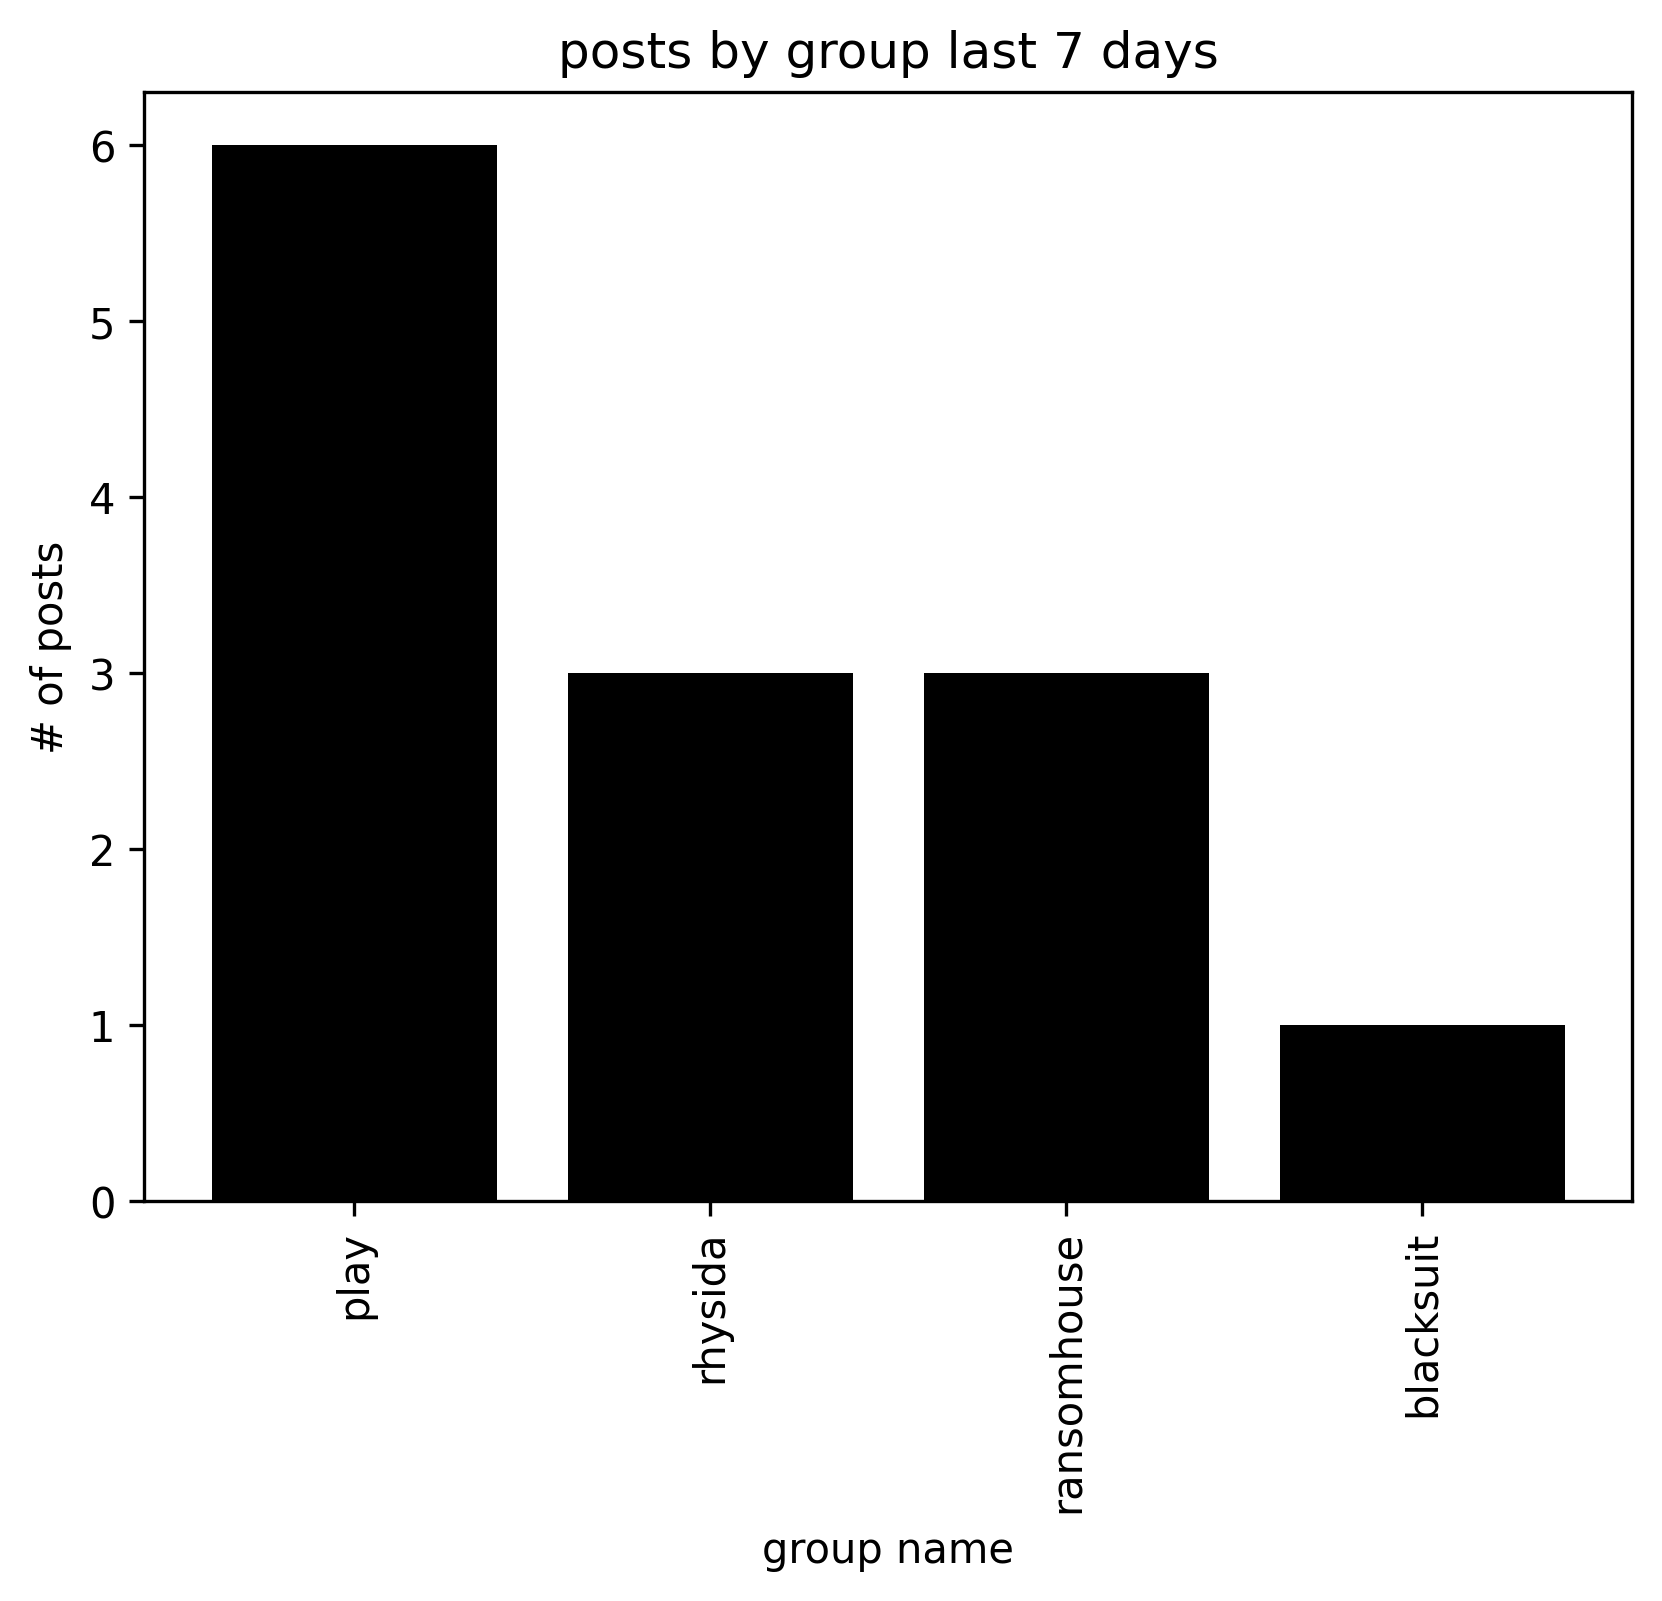 posts by group last 7 days
6
5
4
3
2
1
0
# of posts
play
rhysida
ransomhouse
blacksuit
group name